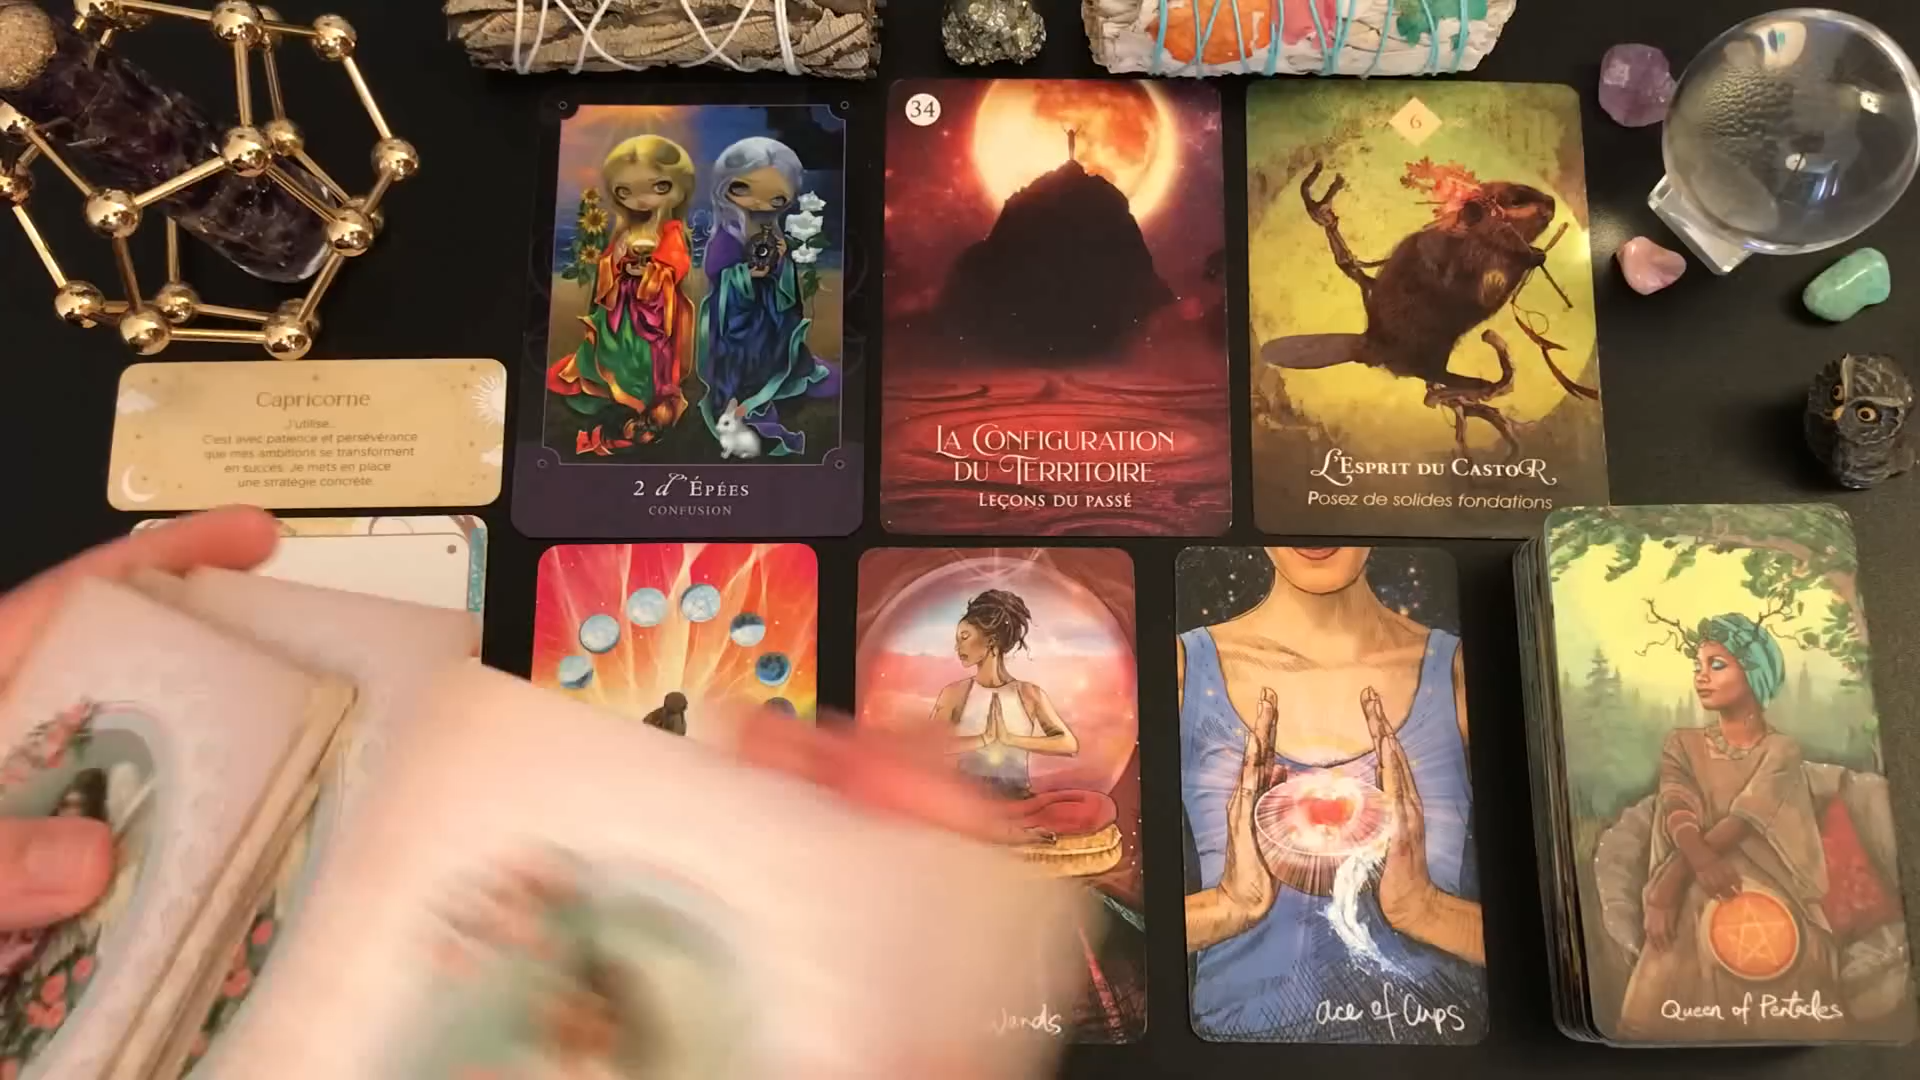 34
6
Capricorne
J'utilise...
C'est avec patience et persévérance
que mes ambitions se transforment
en succès. Je mets en place
une stratégie concrète.
2 d'Épées
CONFUSION
LA CONFIGURATION
DU TERRITOIRE
LEÇONS DU PASSÉ
L'ESPRIT DU CASTOR
Posez de solides fondations
Wands
ace of Cups
Queen of Pentacles